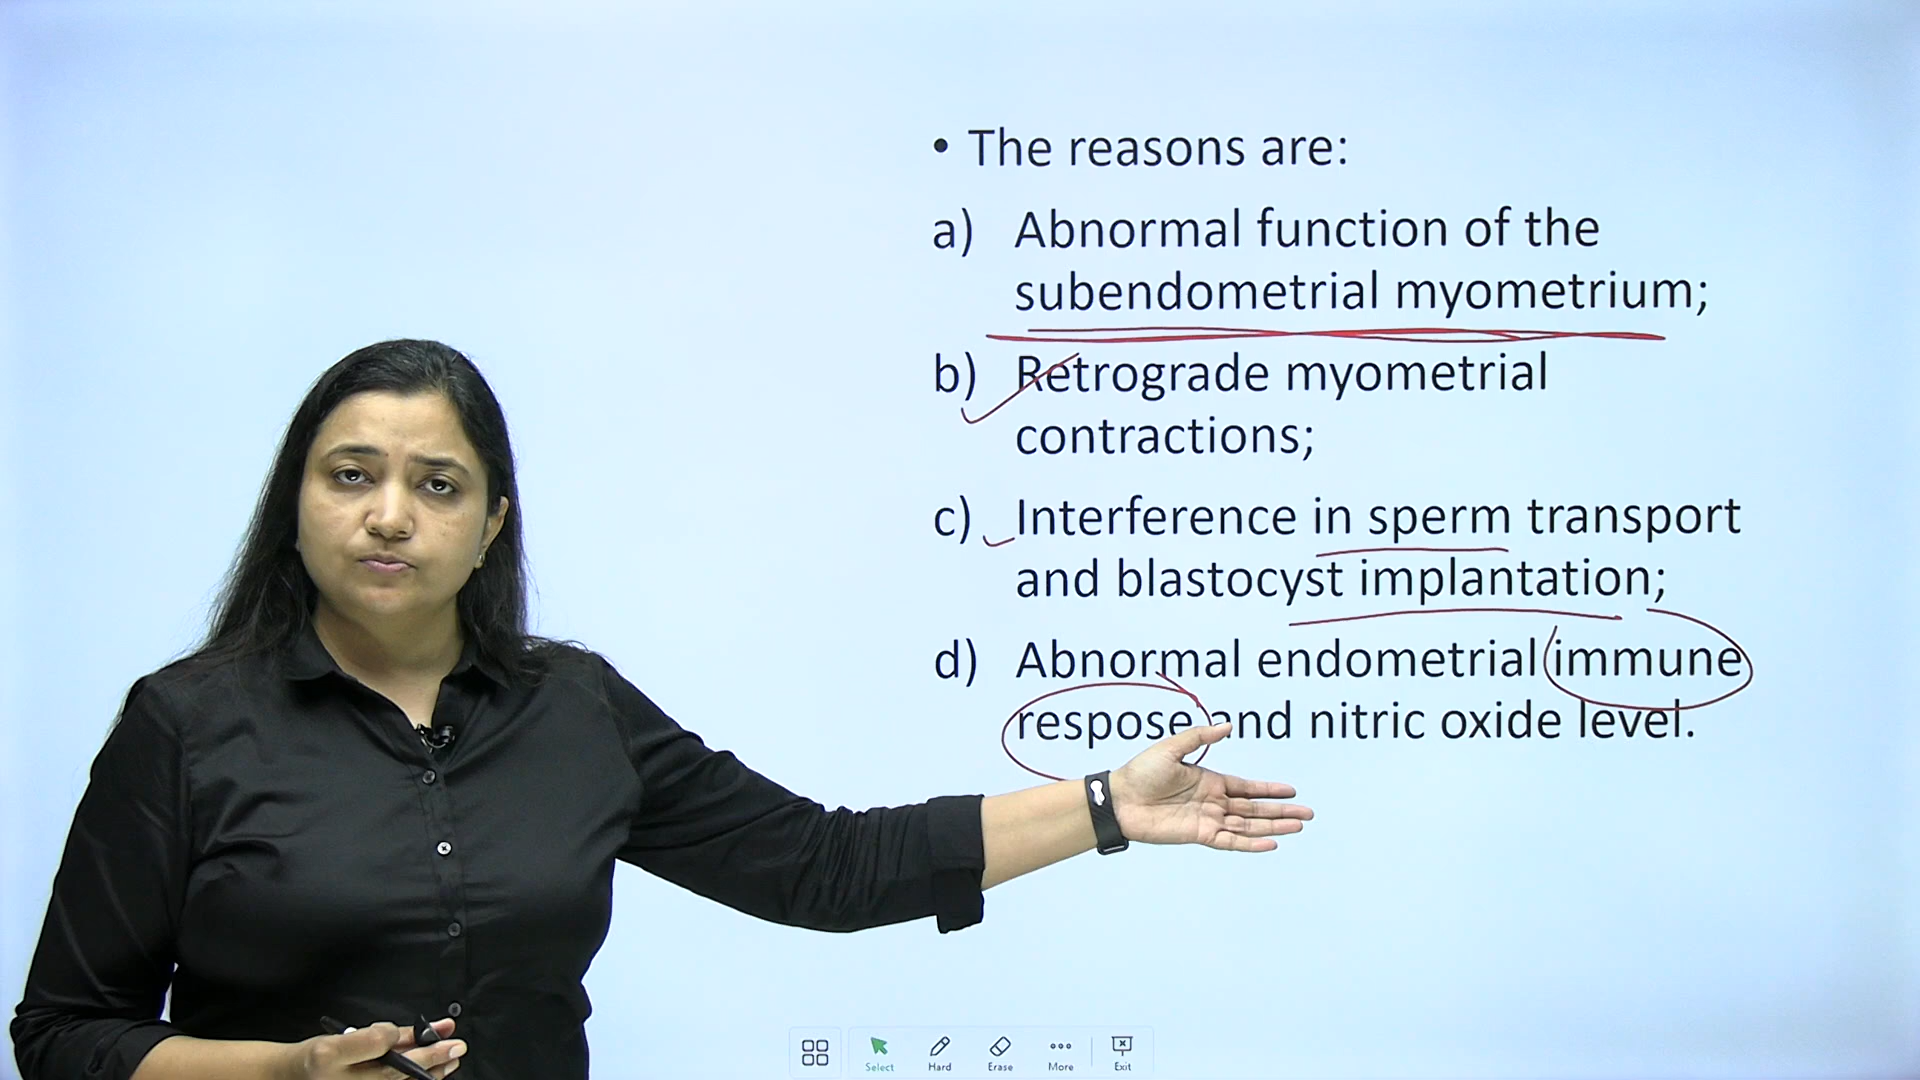 • The reasons are:
a) Abnormal function of the
subendometrial myometrium;
b) Retrograde myometrial
contractions;
c) Interference in sperm transport
and blastocyst implantation;
d) Abnormal endometrial immune
respose and nitric oxide level.
Select Hard Erase More Exit